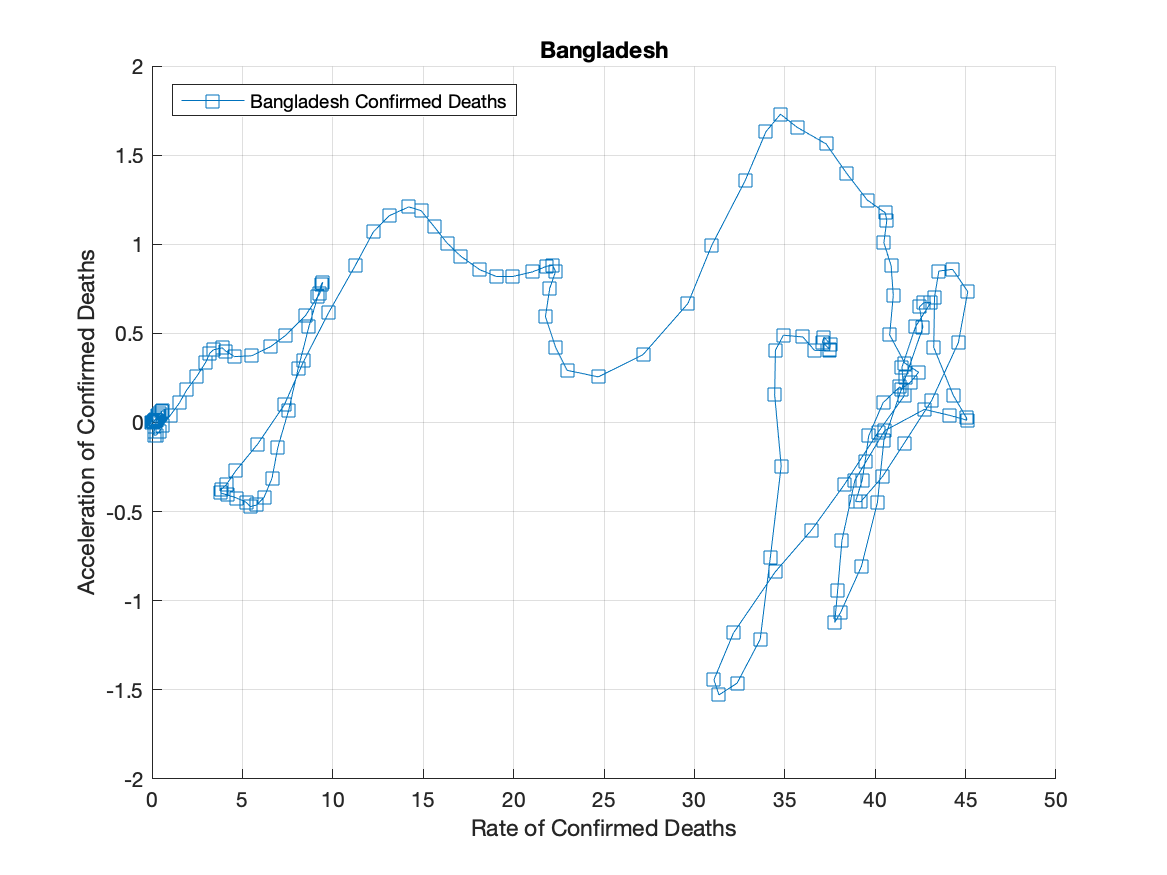 Bangladesh
Bangladesh Confirmed Deaths
2
1.5
1
0.5
0
-0.5
-1
-1.5
-2
Acceleration of Confirmed Deaths
0 5 10 15 20 25 30 35 40 45 50
Rate of Confirmed Deaths